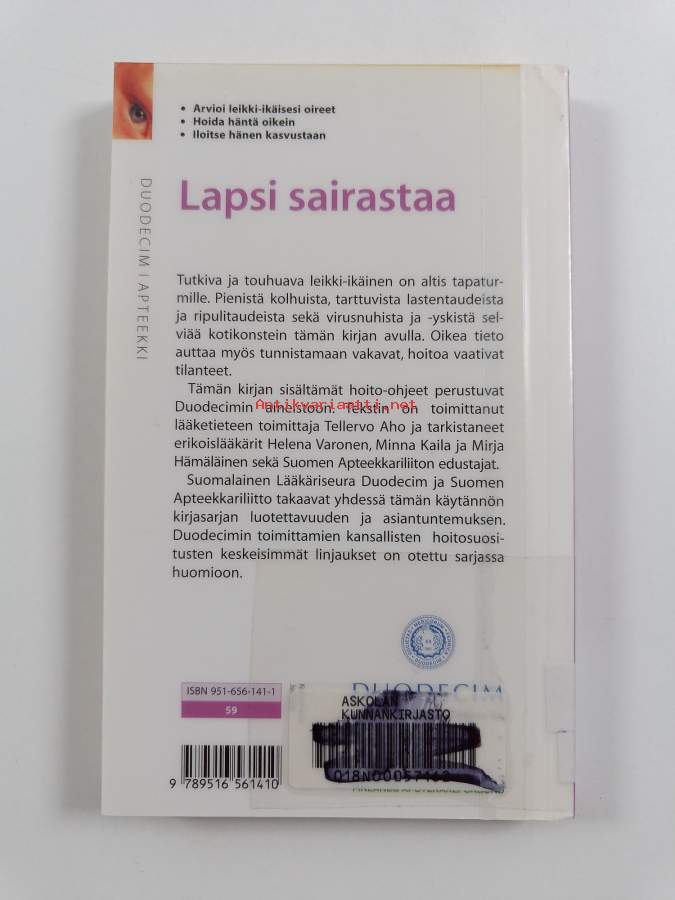 • Arvioi leikki-ikäisesi oireet
• Hoida häntä oikein
• Iloitse hänen kasvustaan
Lapsi sairastaa
DUODECIM | APTEEKKI
Tutkiva ja touhuava leikki-ikäinen on altis tapatur-
mille. Pienistä kolhuista, tarttuvista lastentaudeista
ja ripulitaudeista sekä virusnuhista ja -yskistä sel-
viää kotikonstein tämän kirjan avulla. Oikea tieto
auttaa myös tunnistamaan vakavat, hoitoa vaativat
tilanteet.
Tämän kirjan sisältämät hoito-ohjeet perustuvat
Duodecimin aineistoon. Tekstin on toimittanut
Antikvariaatti.net
lääketieteen toimittaja Tellervo Aho ja tarkistaneet
erikoislääkärit Helena Varonen, Minna Kaila ja Mirja
Hämäläinen sekä Suomen Apteekkariliiton edustajat.
Suomalainen Lääkäriseura Duodecim ja Suomen
Apteekkariliitto takaavat yhdessä tämän käytännön
kirjasarjan luotettavuuden ja asiantuntemuksen.
Duodecimin toimittamien kansallisten hoitosuosi-
tusten keskeisimmät linjaukset on otettu sarjassa
huomioon.
DUODECIM
ISBN 951-656-141-1
59
ASKOLAN
KUNNANKIRJASTO
9 789516 561410